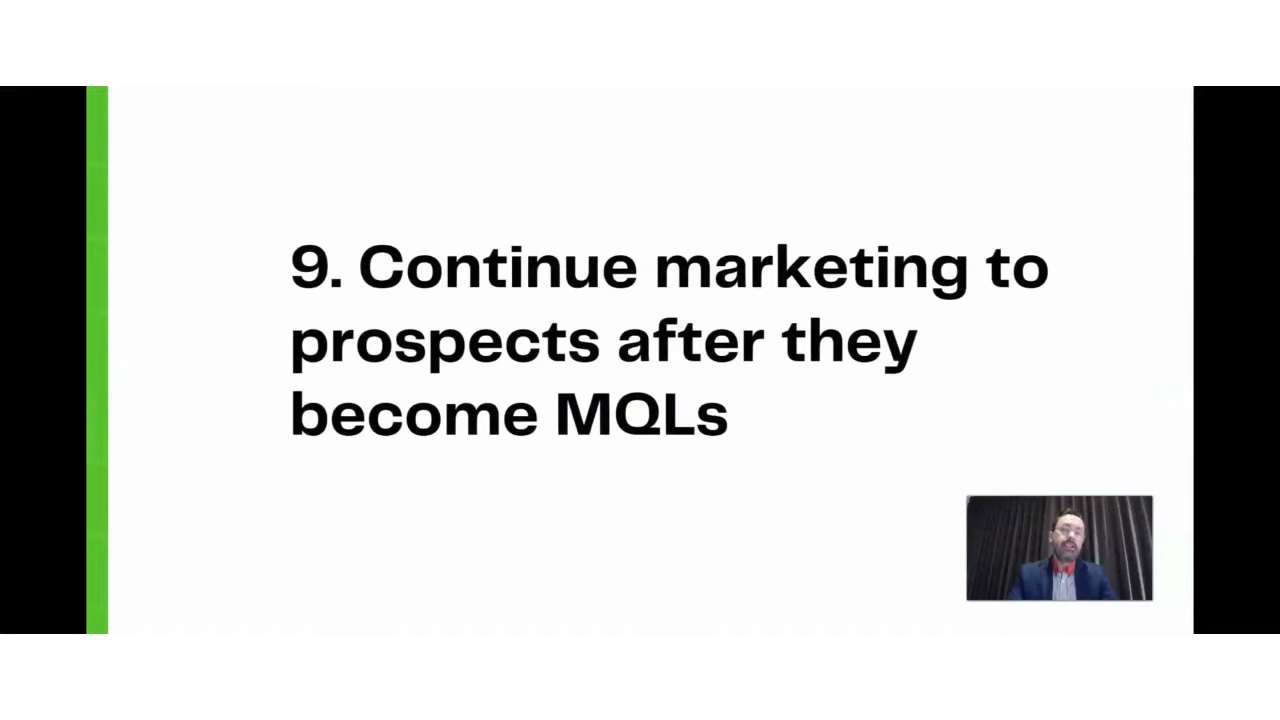 9. Continue marketing to
prospects after they
become MQLs